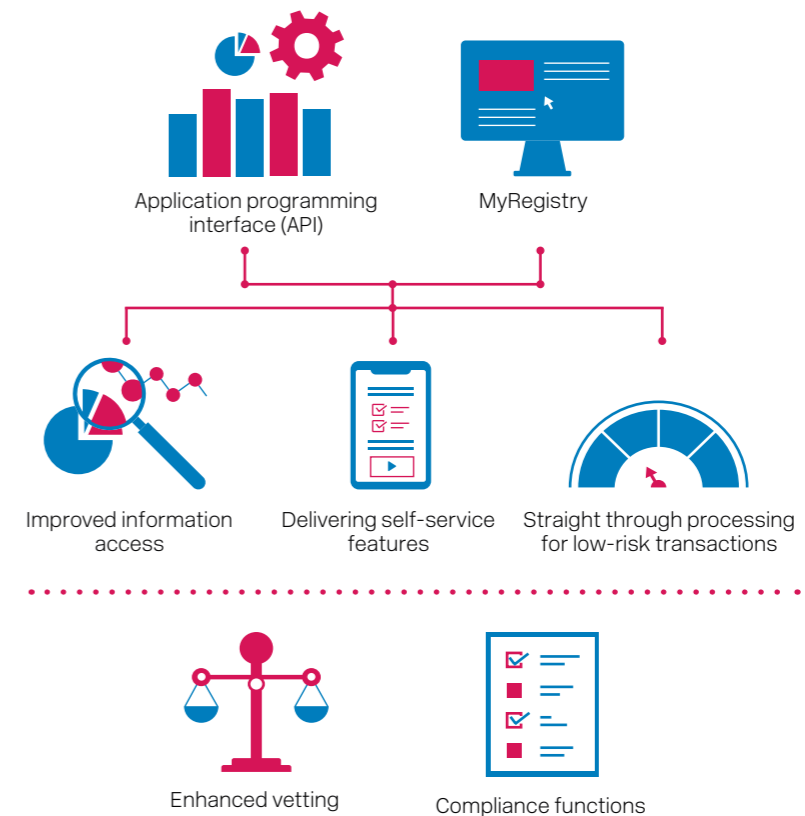 Application programming
interface (API)
MyRegistry
Improved information
access
Delivering self-service
features
Straight through processing
for low-risk transactions
Enhanced vetting
Compliance functions